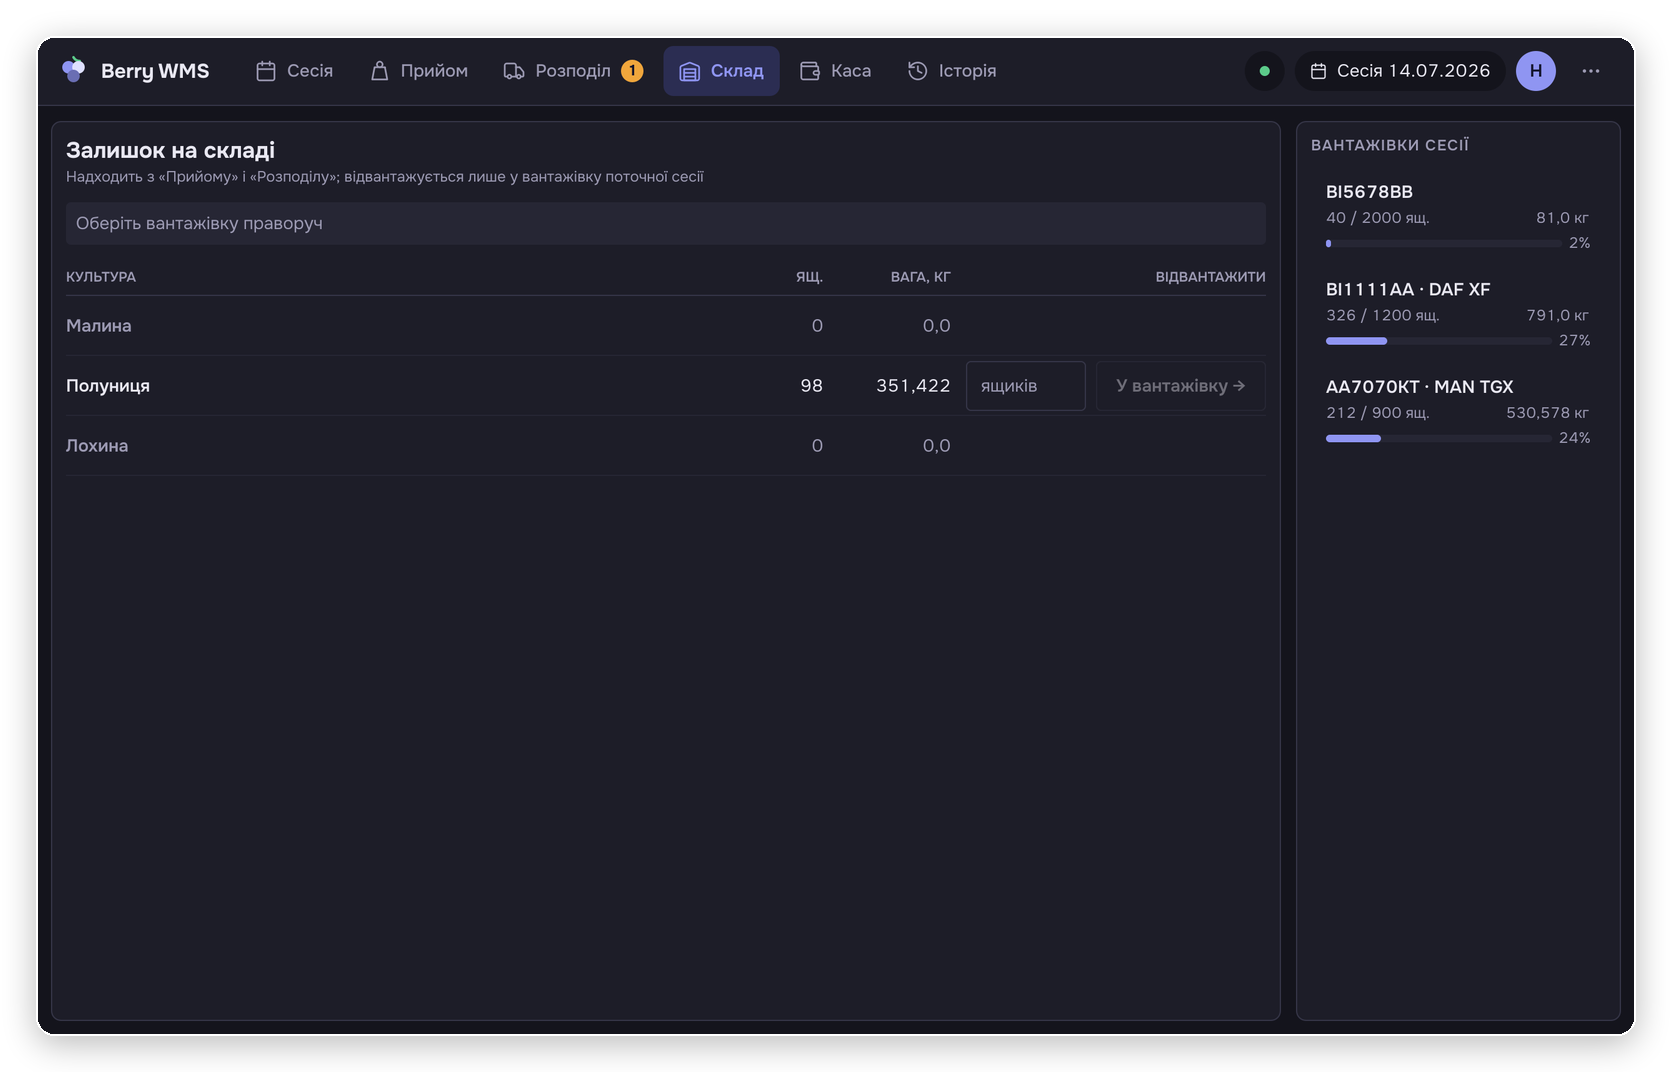 Berry WMS Сесія Прийом Розподіл 1 Склад Каса Історія Сесія 14.07.2026 Н
Залишок на складі
Надходить з «Прийому» і «Розподілу»; відвантажується лише у вантажівку поточної сесії
Оберіть вантажівку праворуч
КУЛЬТУРА ЯЩ. ВАГА, КГ ВІДВАНТАЖИТИ
Малина 0 0,0
Полуниця 98 351,422 ящиків У вантажівку →
Лохина 0 0,0
ВАНТАЖІВКИ СЕСІЇ
BI5678BB
40 / 2000 ящ. 81,0 кг
2%
BI1111AA · DAF XF
326 / 1200 ящ. 791,0 кг
27%
AA7070KT · MAN TGX
212 / 900 ящ. 530,578 кг
24%